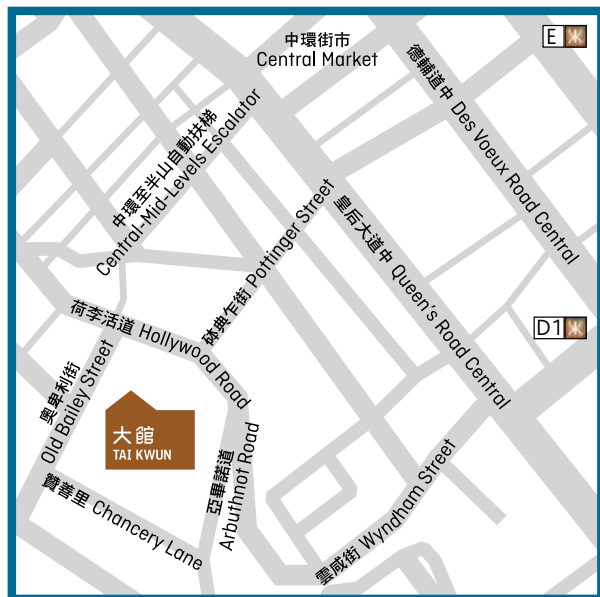 中環街市
Central Market
E
德輔道中 Des Voeux Road Central
中環至半山自動扶梯
Central-Mid-Levels Escalator
皇后大道中 Queen's Road Central
砵典乍街 Pottinger Street
D1
荷李活道 Hollywood Road
奧卑利街
Old Bailey Street
大館
TAI KWUN
亞畢諾道
Arbuthnot Road
贊善里 Chancery Lane
雲咸街 Wyndham Street